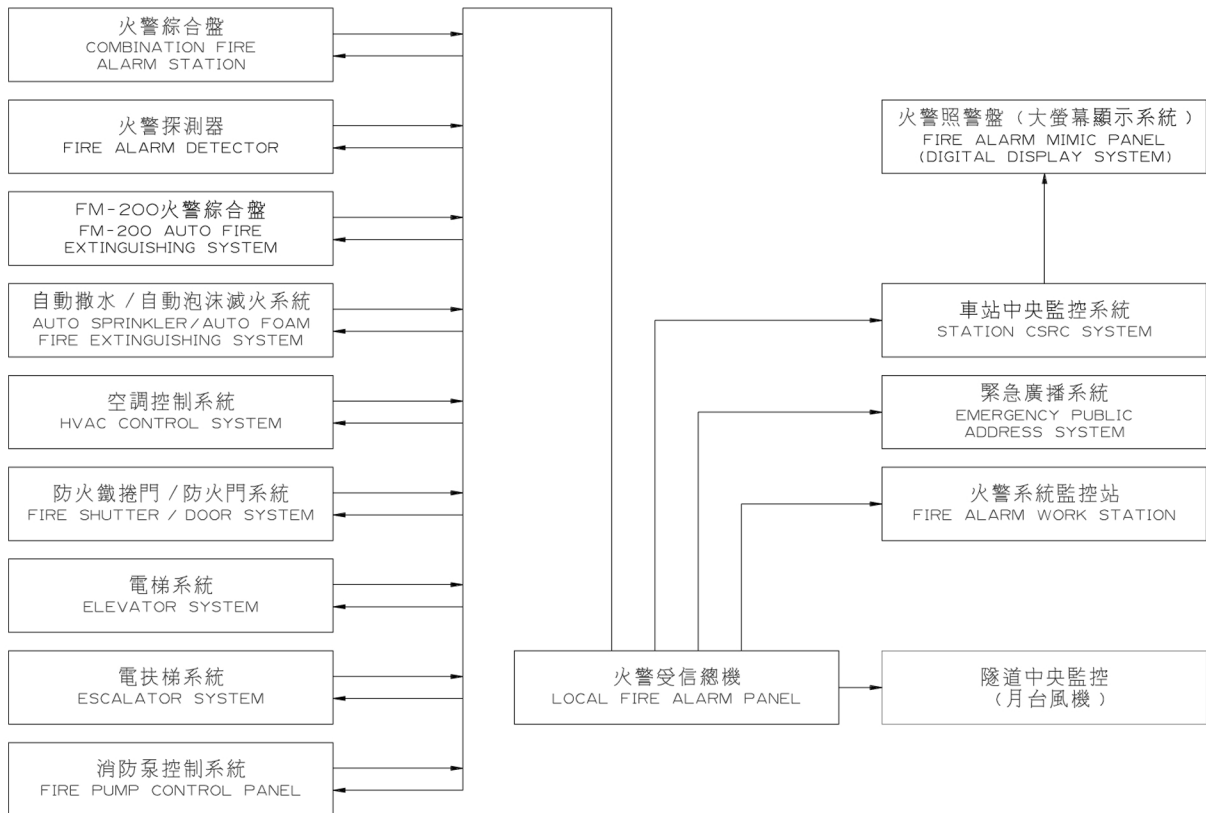 火警綜合盤
COMBINATION FIRE
ALARM STATION
火警探測器
FIRE ALARM DETECTOR
FM-200火警綜合盤
FM-200 AUTO FIRE
EXTINGUISHING SYSTEM
自動撒水／自動泡沫滅火系統
AUTO SPRINKLER/AUTO FOAM
FIRE EXTINGUISHING SYSTEM
空調控制系統
HVAC CONTROL SYSTEM
防火鐵捲門／防火門系統
FIRE SHUTTER / DOOR SYSTEM
電梯系統
ELEVATOR SYSTEM
電扶梯系統
ESCALATOR SYSTEM
消防泵控制系統
FIRE PUMP CONTROL PANEL
火警受信總機
LOCAL FIRE ALARM PANEL
火警照警盤（大螢幕顯示系統）
FIRE ALARM MIMIC PANEL
(DIGITAL DISPLAY SYSTEM)
車站中央監控系統
STATION CSRC SYSTEM
緊急廣播系統
EMERGENCY PUBLIC
ADDRESS SYSTEM
火警系統監控站
FIRE ALARM WORK STATION
隧道中央監控
（月台風機）